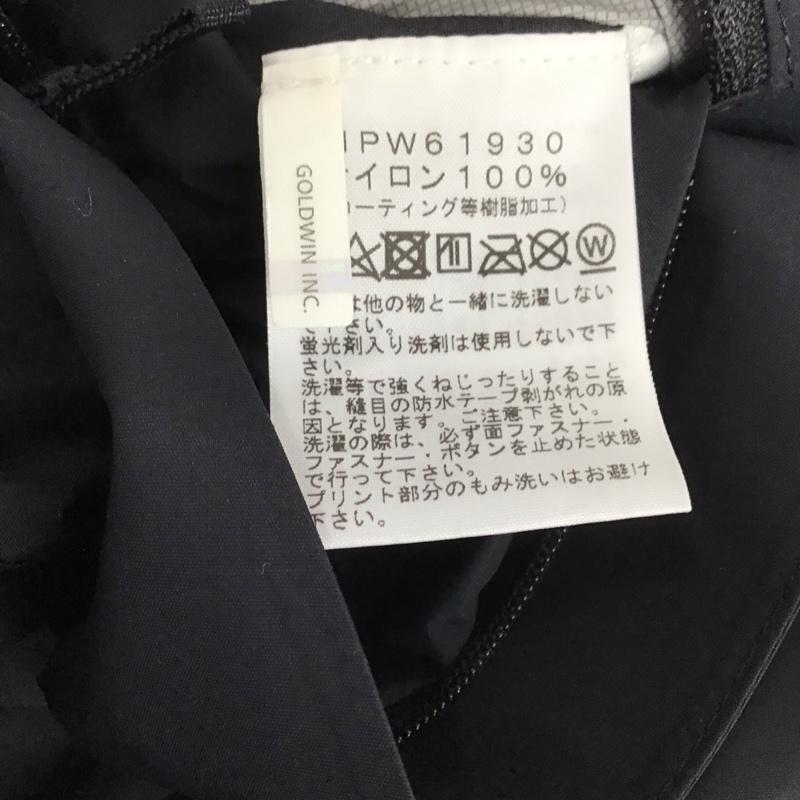 GOLDWIN INC.
PW61930
イロン100%
ーティング等樹脂加工)
W
は他の物と一緒に洗濯しない
で下さい。
蛍光剤入り洗剤は使用しないで下
さい。
洗濯等で強くねじったりすること
は、縫目の防水テープ剥がれの原
因となります。ご注意下さい。
洗濯の際は、必ず面ファスナー・
ファスナー・ボタンを止めた状態
で行って下さい。
プリント部分のもみ洗いはお避け
下さい。